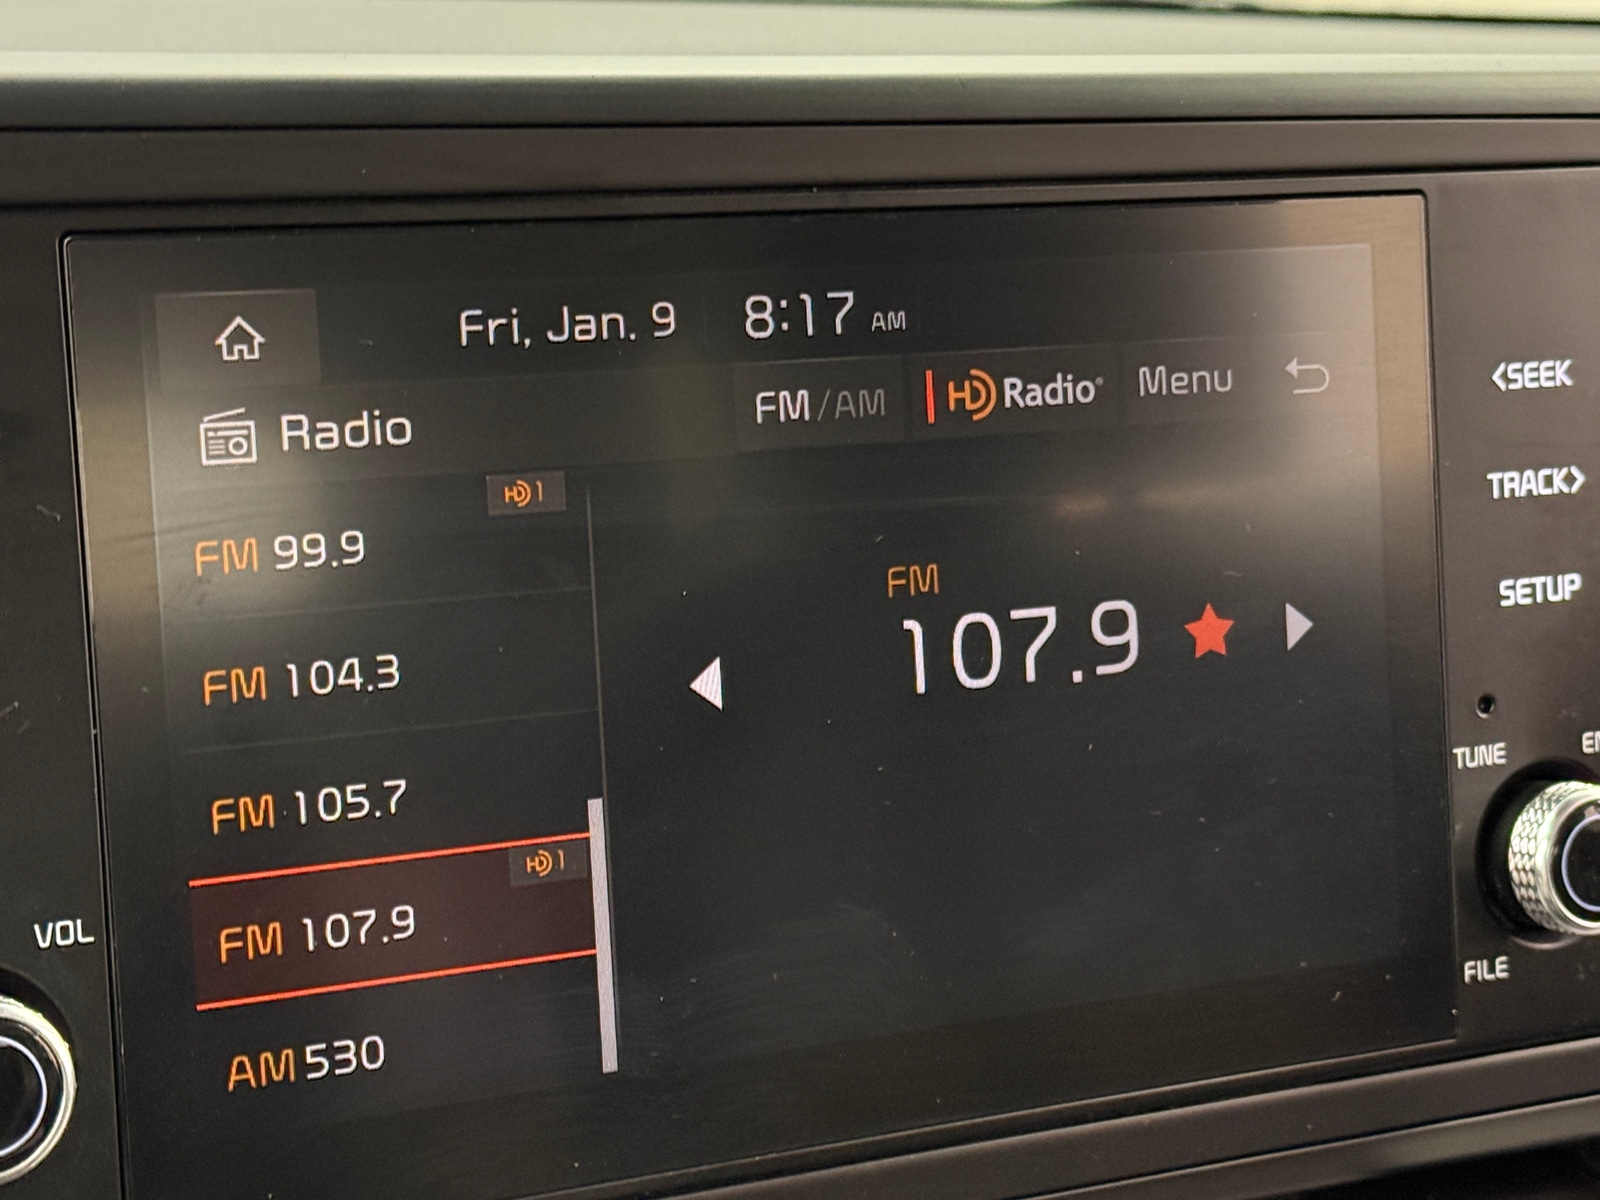 Fri, Jan. 9 8:17 AM
Radio
FM/AM HD Radio® Menu
HD 1
FM 99.9
FM 104.3
FM 105.7
HD 1
FM 107.9
AM 530
FM
107.9
<SEEK
TRACK>
SETUP
TUNE
FILE
VOL